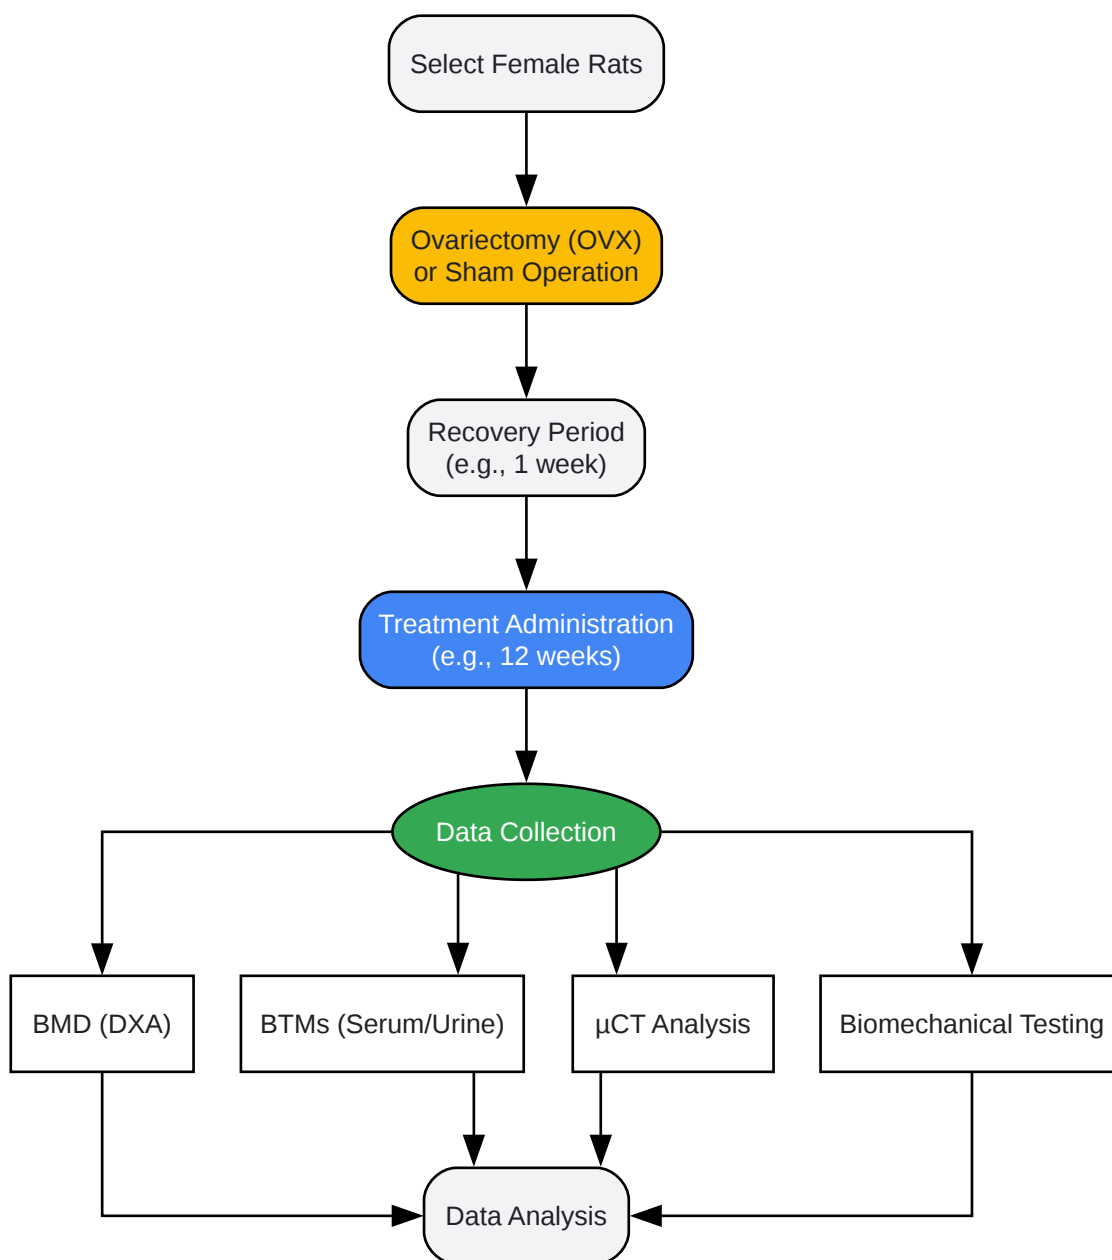 Select Female Rats
Ovariectomy (OVX)
or Sham Operation
Recovery Period
(e.g., 1 week)
Treatment Administration
(e.g., 12 weeks)
Data Collection
BMD (DXA)
BTMs (Serum/Urine)
µCT Analysis
Biomechanical Testing
Data Analysis